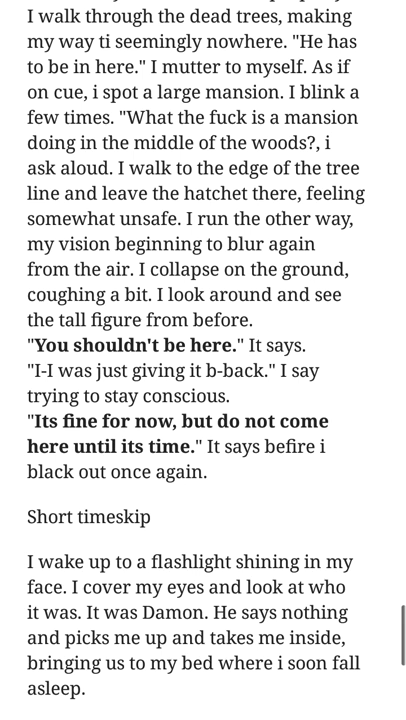 I walk through the dead trees, making
my way ti seemingly nowhere. "He has
to be in here." I mutter to myself. As if
on cue, i spot a large mansion. I blink a
few times. "What the fuck is a mansion
doing in the middle of the woods?, i
ask aloud. I walk to the edge of the tree
line and leave the hatchet there, feeling
somewhat unsafe. I run the other way,
my vision beginning to blur again
from the air. I collapse on the ground,
coughing a bit. I look around and see
the tall figure from before.
"You shouldn't be here." It says.
"I-I was just giving it b-back." I say
trying to stay conscious.
"Its fine for now, but do not come
here until its time." It says befire i
black out once again.
Short timeskip
I wake up to a flashlight shining in my
face. I cover my eyes and look at who
it was. It was Damon. He says nothing
and picks me up and takes me inside,
bringing us to my bed where i soon fall
asleep.